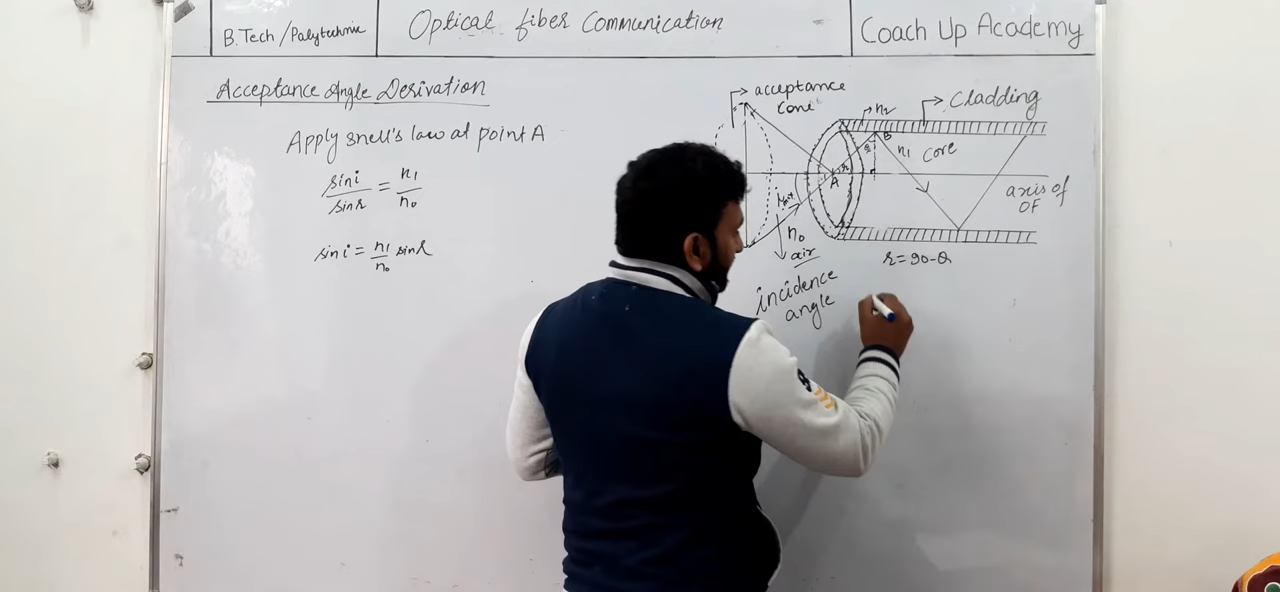 B.Tech/Polytechnic
Optical fiber Communication
Coach Up Academy
Acceptance Angle Derivation
Apply snell's law at point A
sin i / sin r = n1 / n0
sin i = n1/n0 sin r
acceptance
cone
n2
Cladding
B
θ
n1 core
r
A
i max
axis of
OF
n0
air
r = 90-θ
incidence
angle